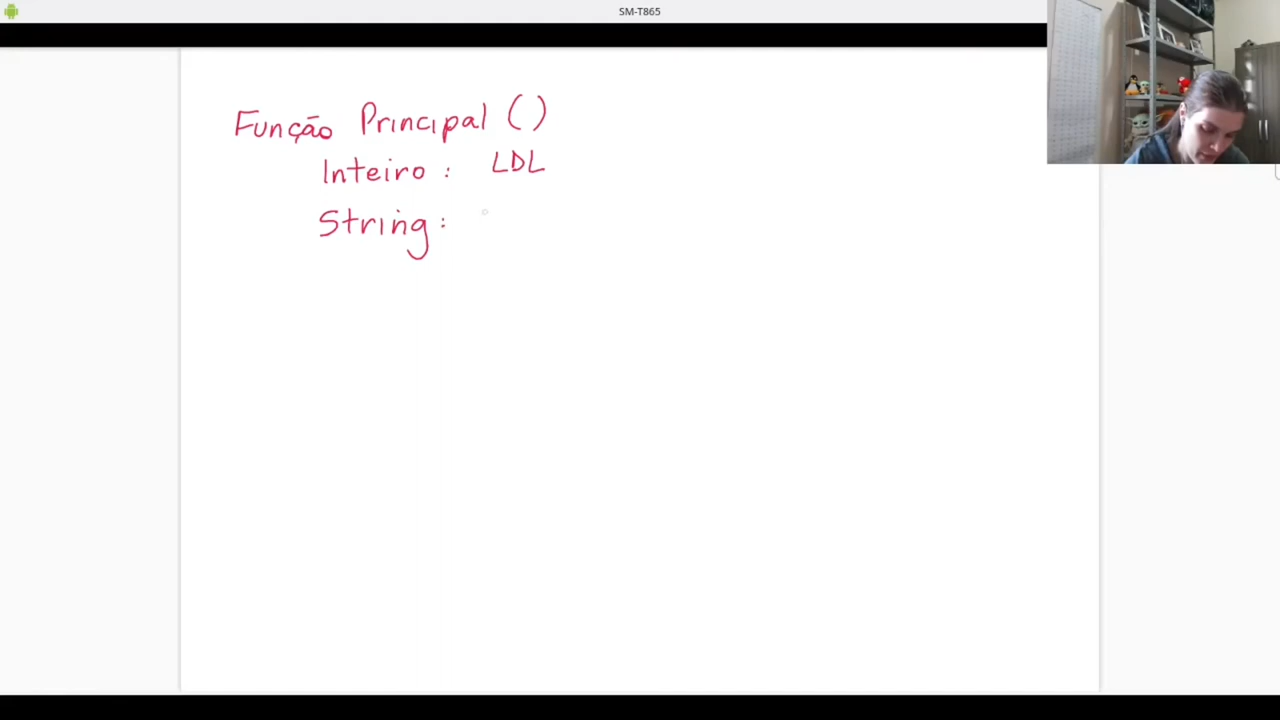 SM-T865
Função Principal ( )
Inteiro : LDL
String :